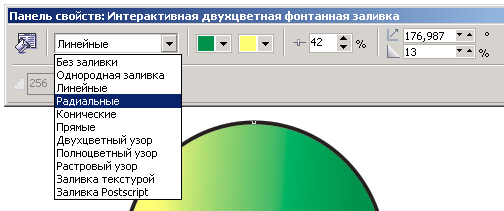 Панель свойств: Интерактивная двухцветная фонтанная заливка
Линейные 42 % 176,987 °
13 %
256
Без заливки
Однородная заливка
Линейные
Радиальные
Конические
Прямые
Двухцветный узор
Полноцветный узор
Растровый узор
Заливка текстурой
Заливка Postscript